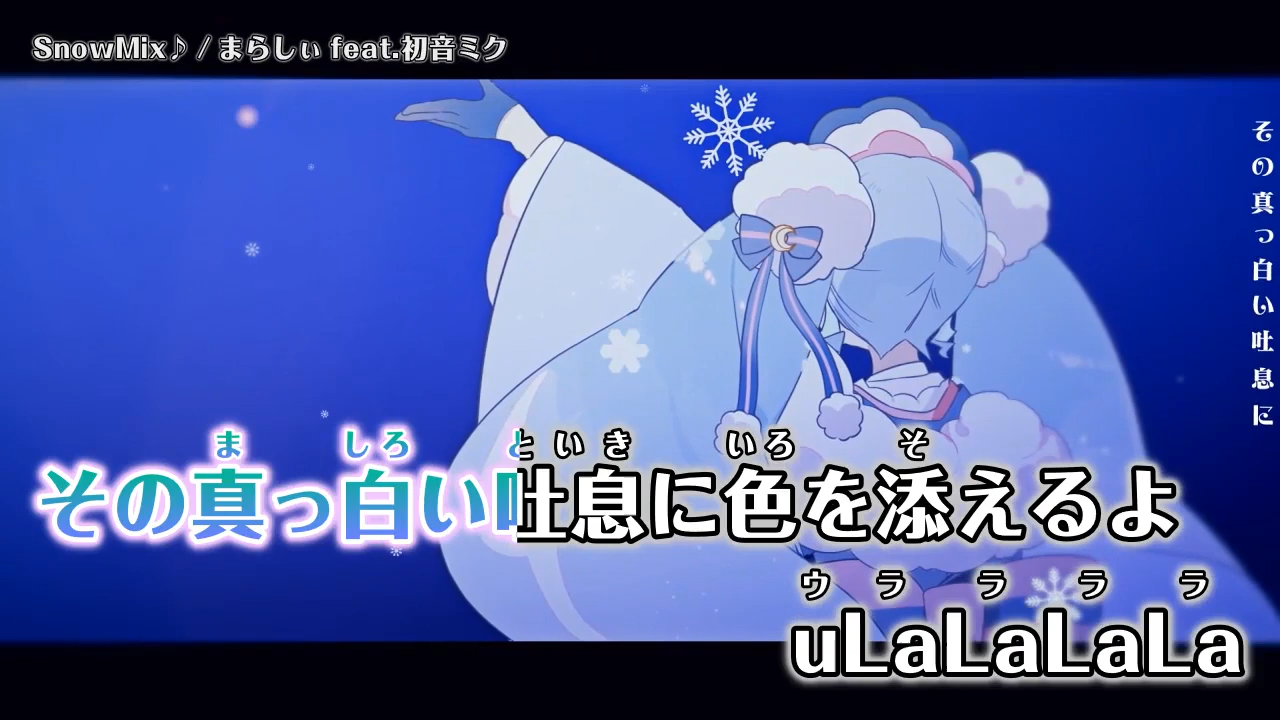 SnowMix♪ / まらしぃ feat.初音ミク
その真っ白い吐息に
ま しろ といき いろ そ
その真っ白い吐息に色を添えるよ
ウ ラ ラ ラ ラ
uLaLaLaLa